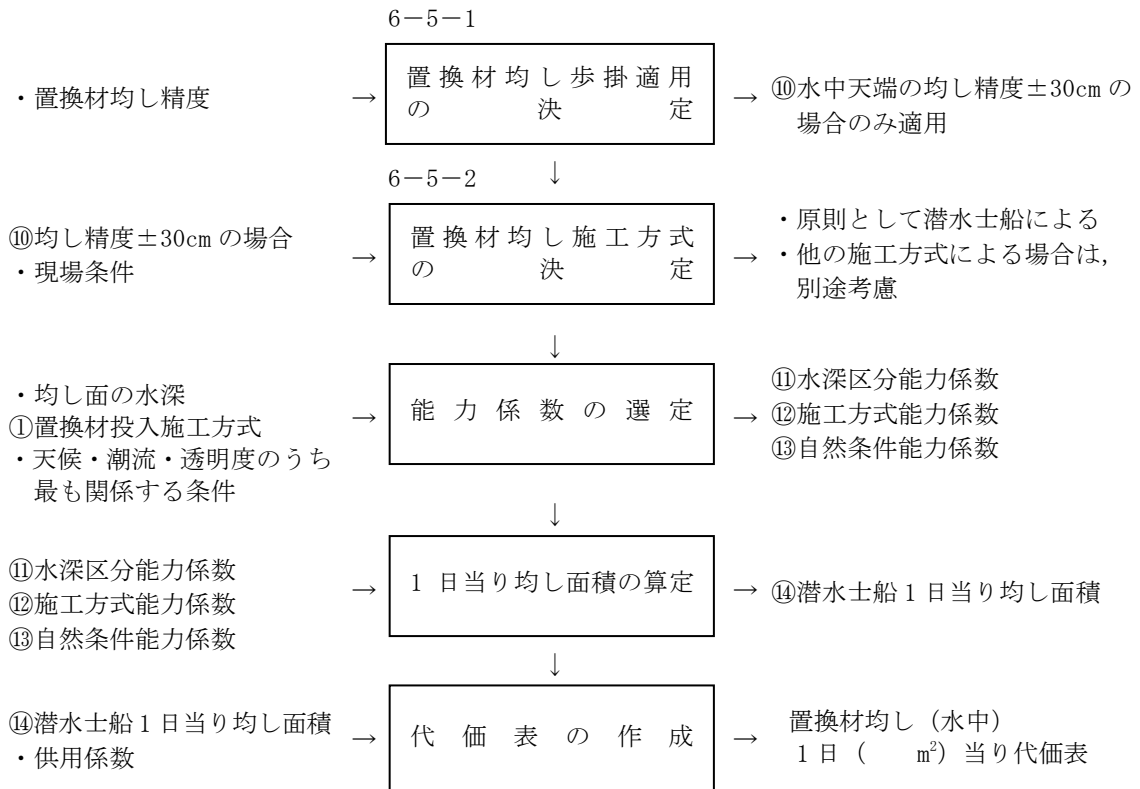 6-5-1
・置換材均し精度
→
置換材均し歩掛適用
の決定
→
⑩水中天端の均し精度±30cmの
場合のみ適用
↓
6-5-2
⑩均し精度±30cmの場合
・現場条件
→
置換材均し施工方式
の決定
→
・原則として潜水士船による
・他の施工方式による場合は,
別途考慮
↓
・均し面の水深
①置換材投入施工方式
・天候・潮流・透明度のうち
最も関係する条件
→
能力係数の選定
→
⑪水深区分能力係数
⑫施工方式能力係数
⑬自然条件能力係数
↓
⑪水深区分能力係数
⑫施工方式能力係数
⑬自然条件能力係数
→
1日当り均し面積の算定
→
⑭潜水士船1日当り均し面積
↓
⑭潜水士船1日当り均し面積
・供用係数
→
代価表の作成
→
置換材均し（水中）
1日（　　m²）当り代価表